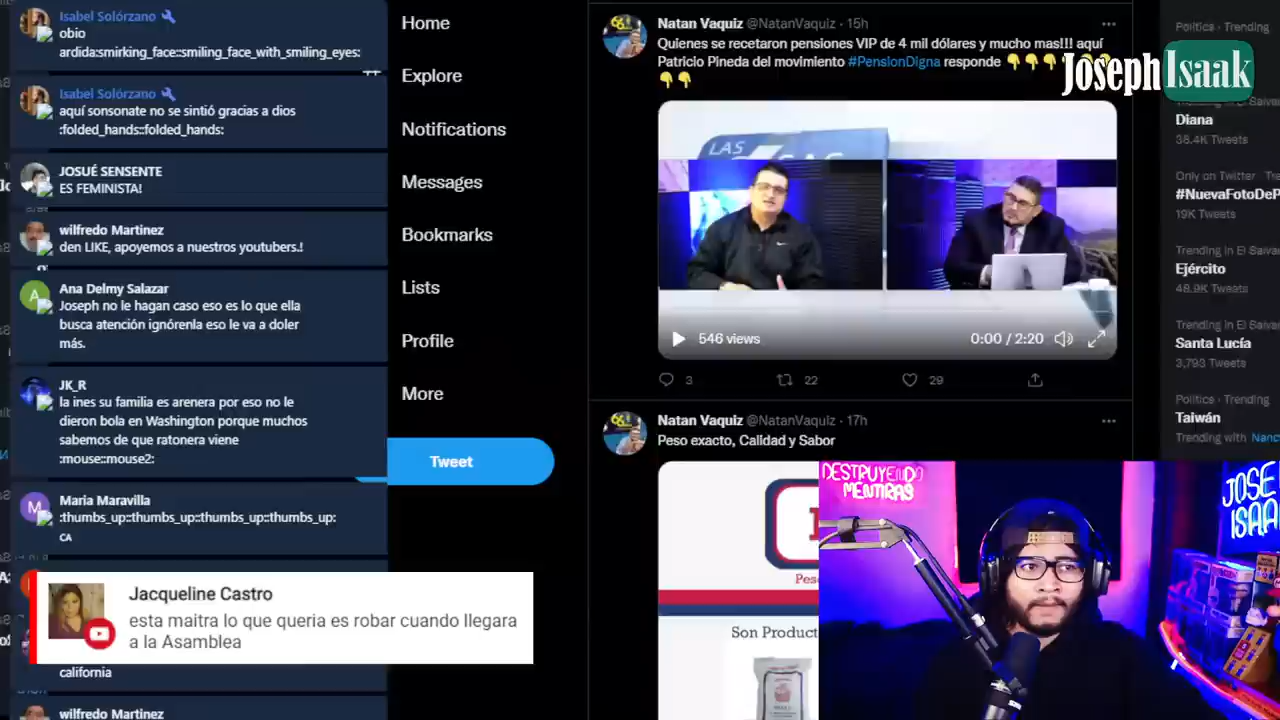 Isabel Solórzano
obio
ardida:smirking_face::smiling_face_with_smiling_eyes:
Isabel Solórzano
aquí sonsonate no se sintió gracias a dios
:folded_hands::folded_hands:
JOSUÉ SENSENTE
ES FEMINISTA!
wilfredo Martinez
den LIKE, apoyemos a nuestros youtubers.!
Ana Delmy Salazar
Joseph no le hagan caso eso es lo que ella
busca atención ignórenla eso le va a doler
más.
JK_R
la ines su familia es arenera por eso no le
dieron bola en Washington porque muchos
sabemos de que ratonera viene
:mouse::mouse2:
Maria Maravilla
:thumbs_up::thumbs_up::thumbs_up::thumbs_up:
CA
Jacqueline Castro
esta maitra lo que queria es robar cuando llegara
a la Asamblea
california
wilfredo Martinez
Home
Explore
Notifications
Messages
Bookmarks
Lists
Profile
More
Tweet
Natan Vaquiz @NatanVaquiz · 15h
Quienes se recetaron pensiones VIP de 4 mil dólares y mucho mas!!! aquí
Patricio Pineda del movimiento #PensionDigna responde 👇👇👇
👇👇
LAS
546 views
0:00 / 2:20
3
22
29
Natan Vaquiz @NatanVaquiz · 17h
Peso exacto, Calidad y Sabor
Son Product
Politics · Trending
JosephIsaak
Diana
38.4K Tweets
Only on Twitter · Tre
#NuevaFotoDeP
19K Tweets
Trending in El Salvad
Ejército
48.9K Tweets
Trending in El Salvad
Santa Lucía
3,793 Tweets
Politics · Trending
Taiwán
Trending with Nanc
DESTRUYENDO
MENTIRAS
JOSE
ISAA